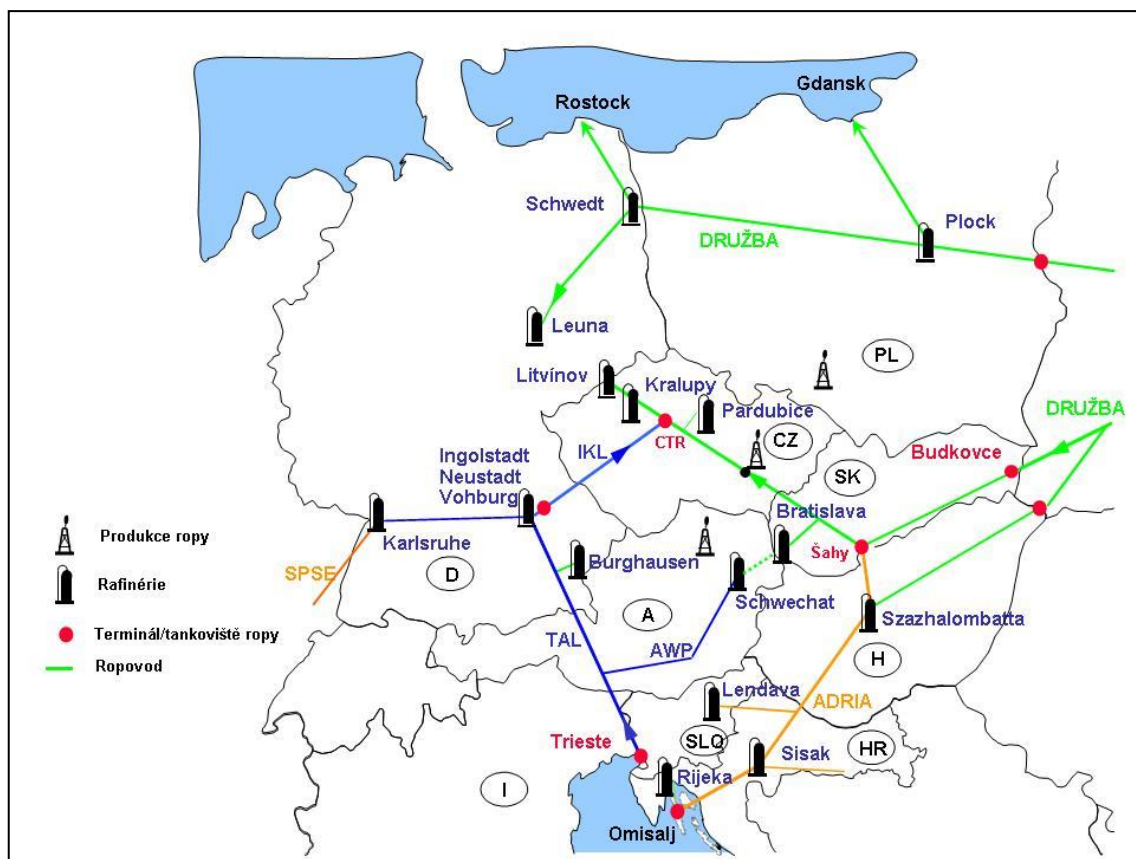 Gdansk
Rostock
Schwedt
Plock
DRUŽBA
Leuna
PL
Litvínov
Kralupy
Pardubice
DRUŽBA
CTR
CZ
IKL
Budkovce
Ingolstadt
Neustadt
Vohburg
SK
Bratislava
Produkce ropy
Karlsruhe
Šahy
Burghausen
SPSE
D
Rafinérie
Schwechat
Szazhalombatta
A
Terminál/tankoviště ropy
TAL
AWP
H
Ropovod
Lendava
ADRIA
Trieste
SLO
HR
Sisak
Rijeka
I
Omisalj